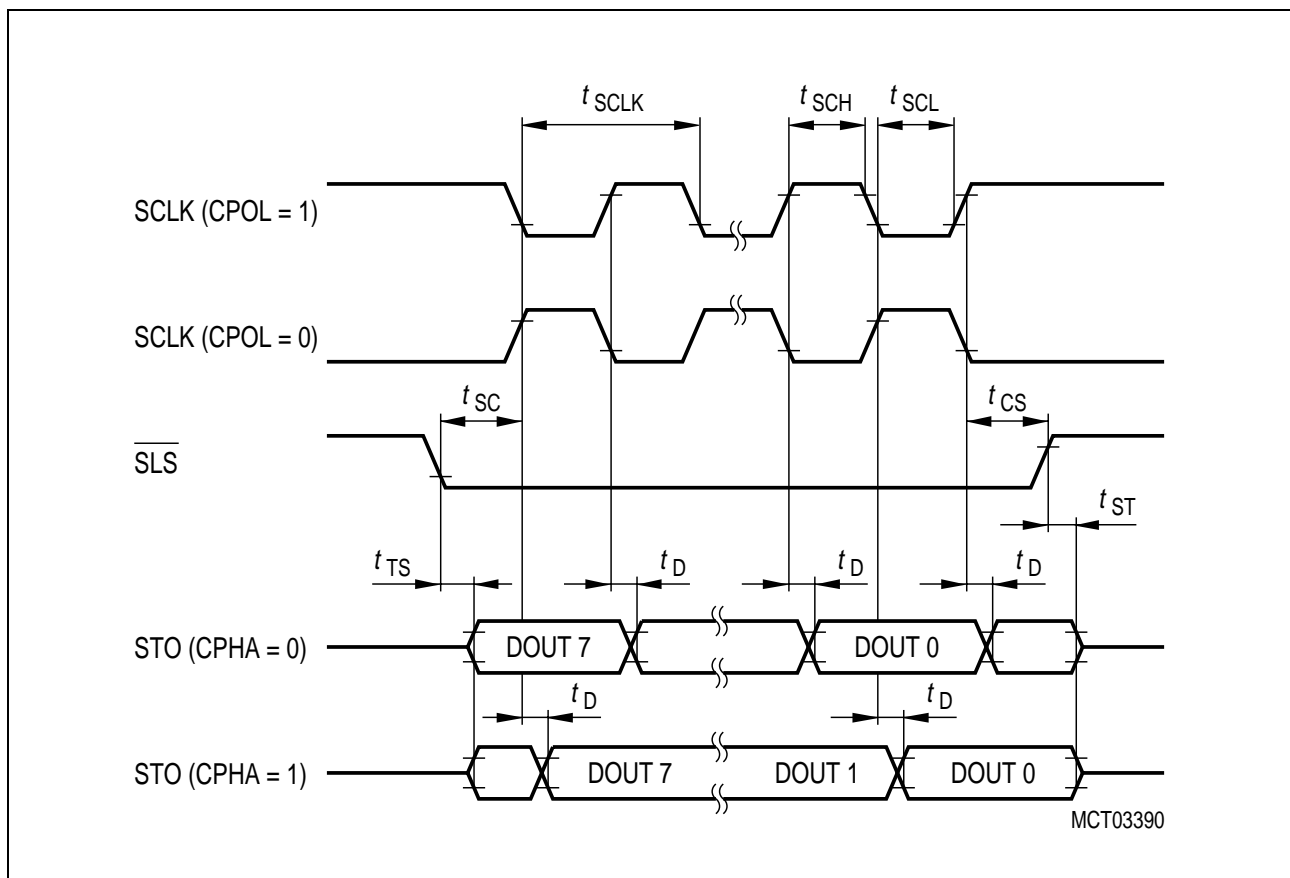 t SCLK
t SCH
t SCL
SCLK (CPOL = 1)
SCLK (CPOL = 0)
t SC
t CS
SLS
t ST
t TS
t D
t D
t D
STO (CPHA = 0)
DOUT 7
DOUT 0
t D
t D
STO (CPHA = 1)
DOUT 7
DOUT 1
DOUT 0
MCT03390